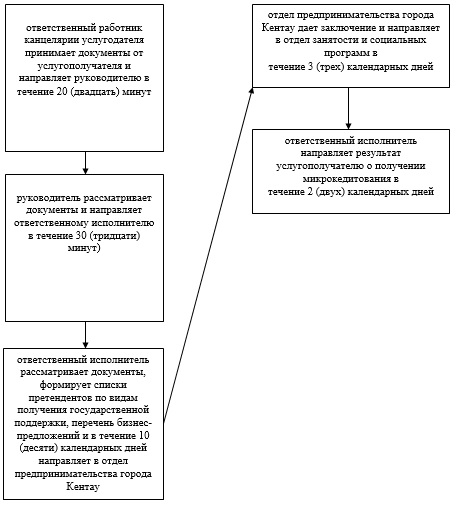 ответственный работник
канцелярии услугодателя
принимает документы от
услугополучателя и
направляет руководителю в
течение 20 (двадцать) минут
руководитель рассматривает
документы и направляет
ответственному исполнителю
в течение 30 (тридцати)
минут)
ответственный исполнитель
рассматривает документы,
формирует списки
претендентов по видам
получения государственной
поддержки, перечень бизнес-
предложений и в течение 10
(десяти) календарных дней
направляет в отдел
предпринимательства города
Кентау
отдел предпринимательства города
Кентау дает заключение и направляет
в отдел занятости и социальных
программ в
течение 3 (трех) календарных дней
ответственный исполнитель
направляет результат
услугополучателю о получении
микрокедитования в
течение 2 (двух) календарных дней